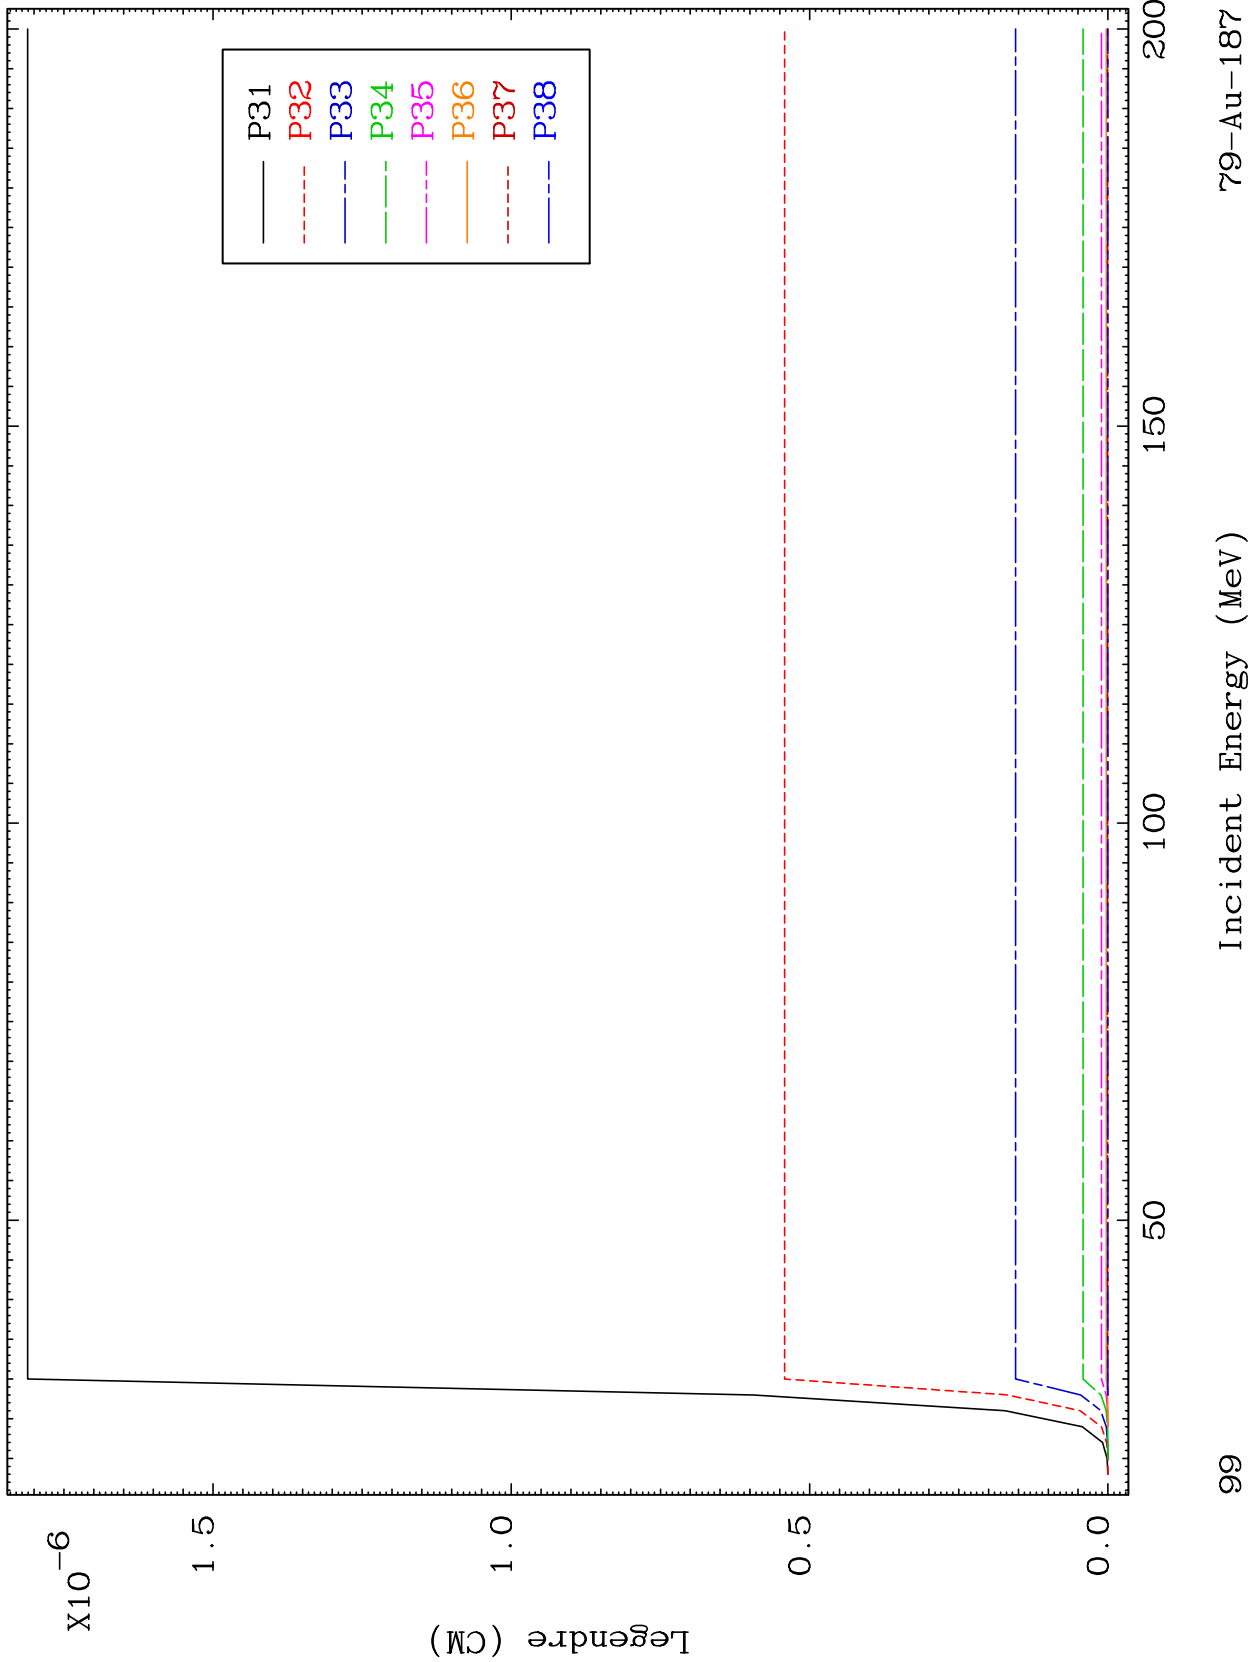 X10-6
1.5
1.0
0.5
0.0
Legendre (CM)
P31
P32
P33
P34
P35
P36
P37
P38
50
100
150
200
99
Incident Energy (MeV)
79-Au-187